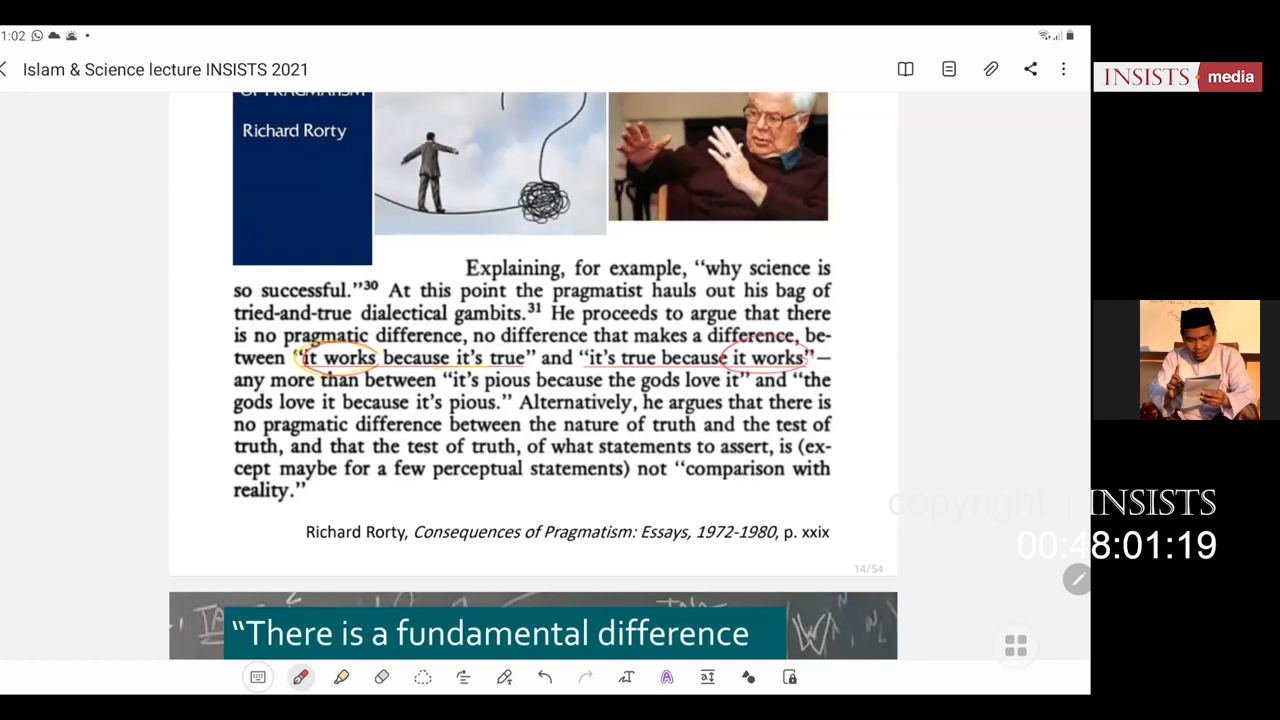 1:02
Islam & Science lecture INSISTS 2021
INSISTS media
OF PRAGMATISM
Richard Rorty
Explaining, for example, “why science is
so successful.”30 At this point the pragmatist hauls out his bag of
tried-and-true dialectical gambits.31 He proceeds to argue that there
is no pragmatic difference, no difference that makes a difference, be-
tween “it works because it’s true” and “it’s true because it works”—
any more than between “it’s pious because the gods love it” and “the
gods love it because it’s pious.” Alternatively, he argues that there is
no pragmatic difference between the nature of truth and the test of
truth, and that the test of truth, of what statements to assert, is (ex-
cept maybe for a few perceptual statements) not “comparison with
reality.”
Richard Rorty, Consequences of Pragmatism: Essays, 1972-1980, p. xxix
14/54
copyright | INSISTS
00:48:01:19
“There is a fundamental difference